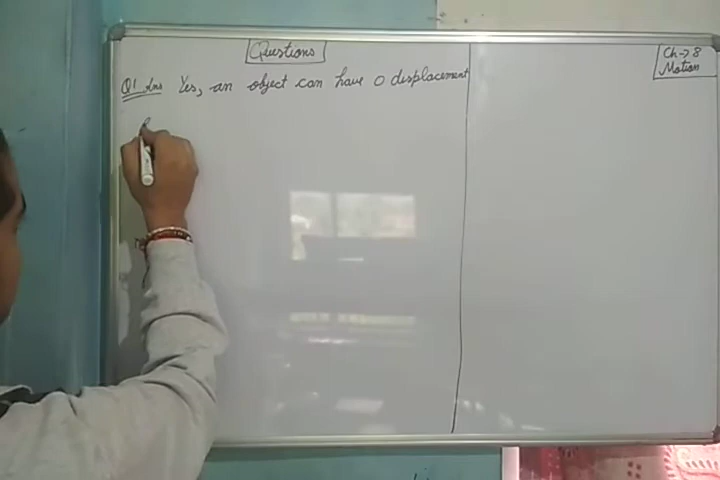 Questions
Ch → 8
Motion
Q1 Ans Yes, an object can have 0 displacement